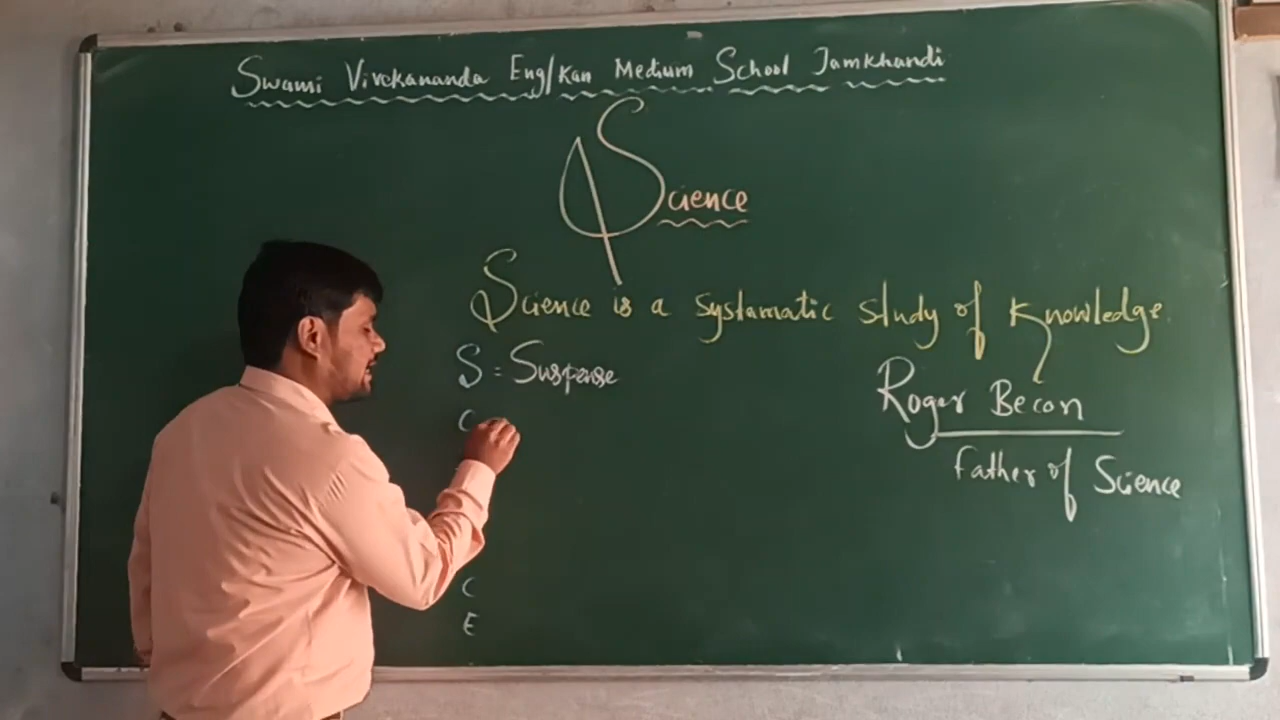 Swami Vivekananda Eng/Kan Medium School Jamkhandi
Science
Science is a systamatic study of Knowledge.
S = Suspense
Roger Becon
C
Father of Science
C
E